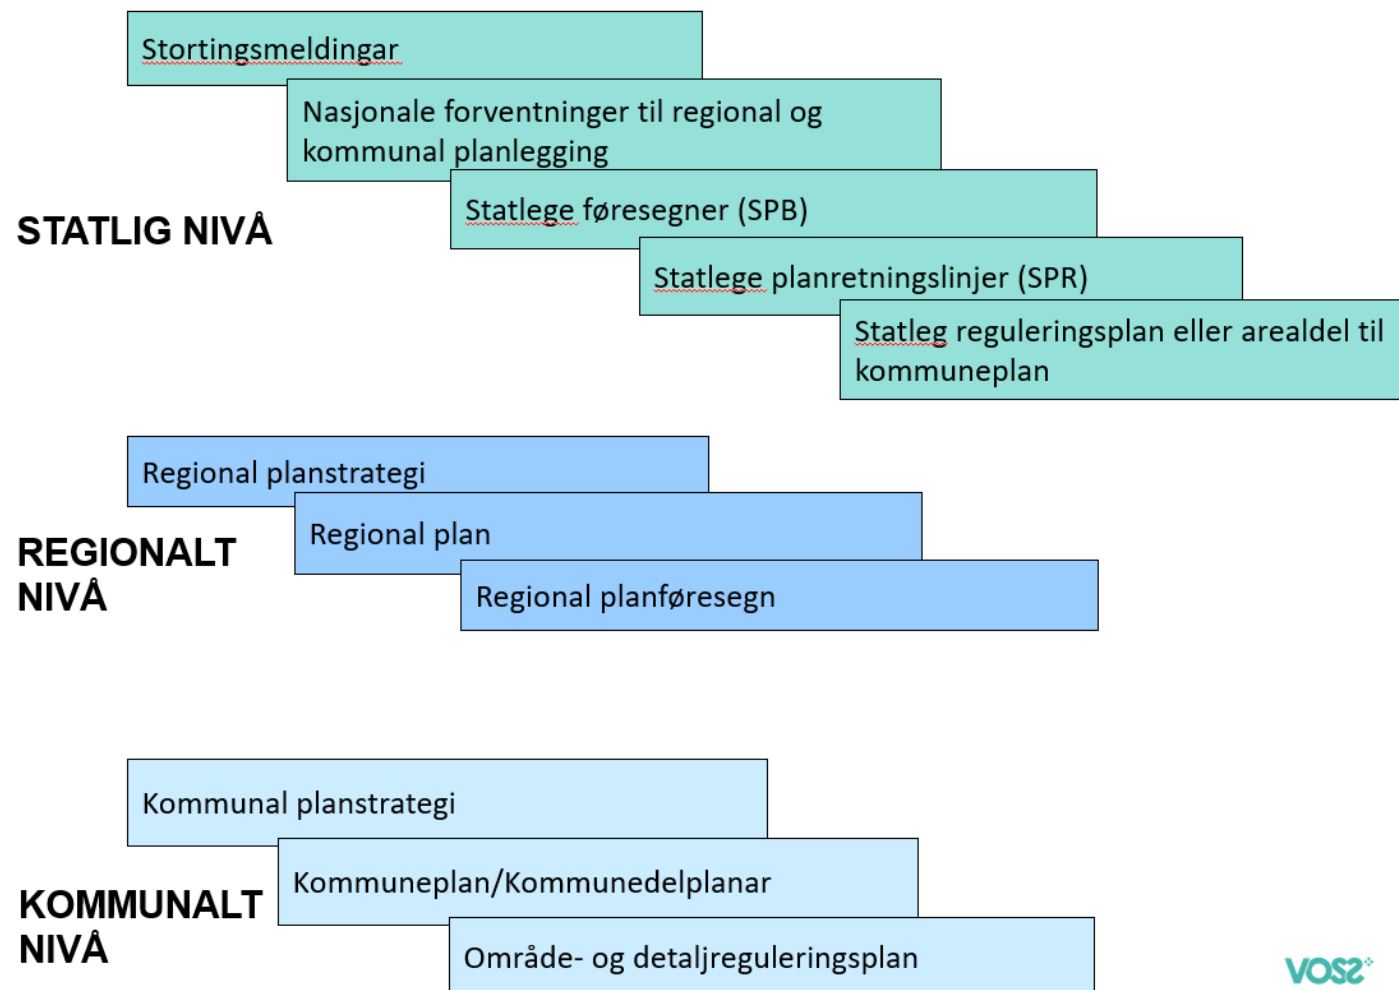 Stortingsmeldingar
Nasjonale forventninger til regional og
kommunal planlegging
Statlege føresegner (SPB)
STATLIG NIVÅ
Statlege planretningslinjer (SPR)
Statleg reguleringsplan eller arealdel til
kommuneplan
Regional planstrategi
Regional plan
REGIONALT
NIVÅ
Regional planføresegn
Kommunal planstrategi
Kommuneplan/Kommunedelplanar
KOMMUNALT
NIVÅ
Område- og detaljreguleringsplan
VOSS